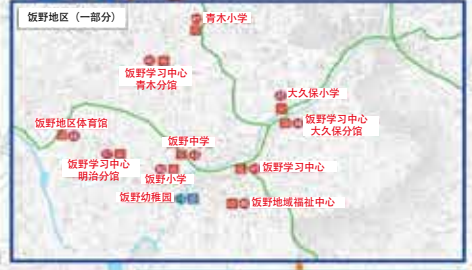 饭野地区（一部分）
青木小学
饭野学习中心
青木分馆
大久保小学
饭野学习中心
大久保分馆
饭野地区体育馆
饭野中学
饭野学习中心
明治分馆
饭野学习中心
饭野小学
饭野幼稚园
饭野地域福祉中心